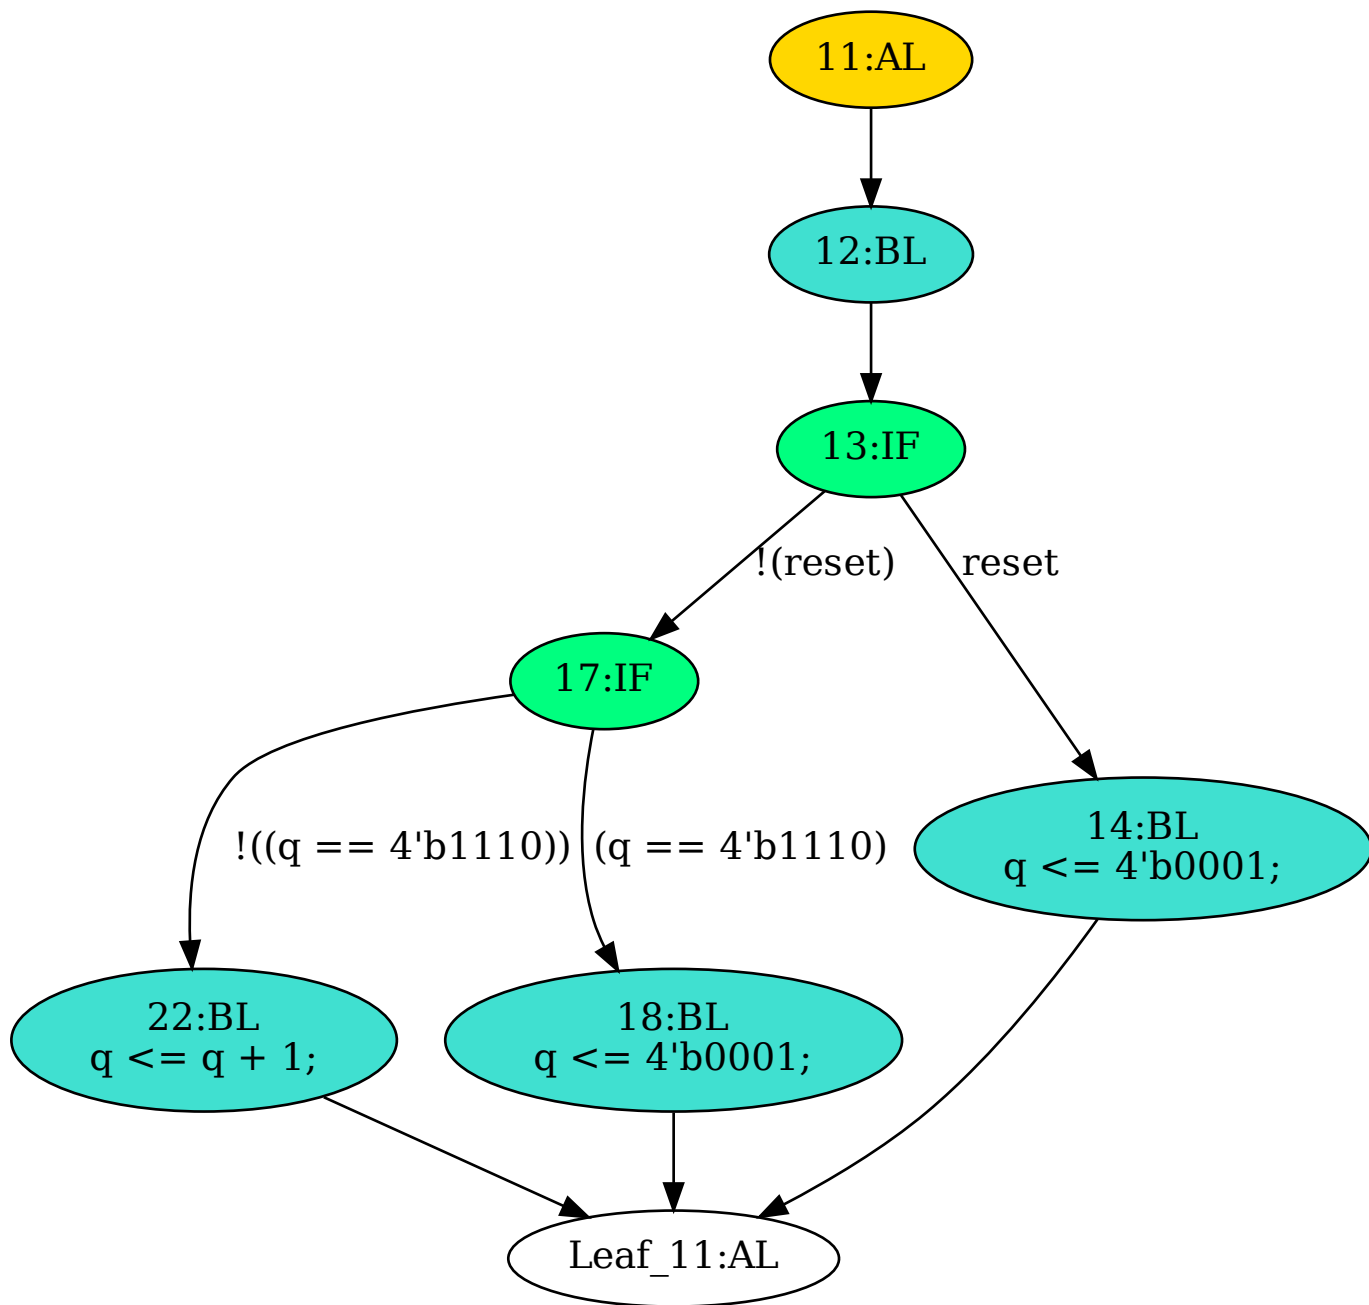 11:AL
12:BL
13:IF
!(reset)
reset
17:IF
!((q == 4'b1110))
(q == 4'b1110)
14:BL
q <= 4'b0001;
22:BL
q <= q + 1;
18:BL
q <= 4'b0001;
Leaf_11:AL